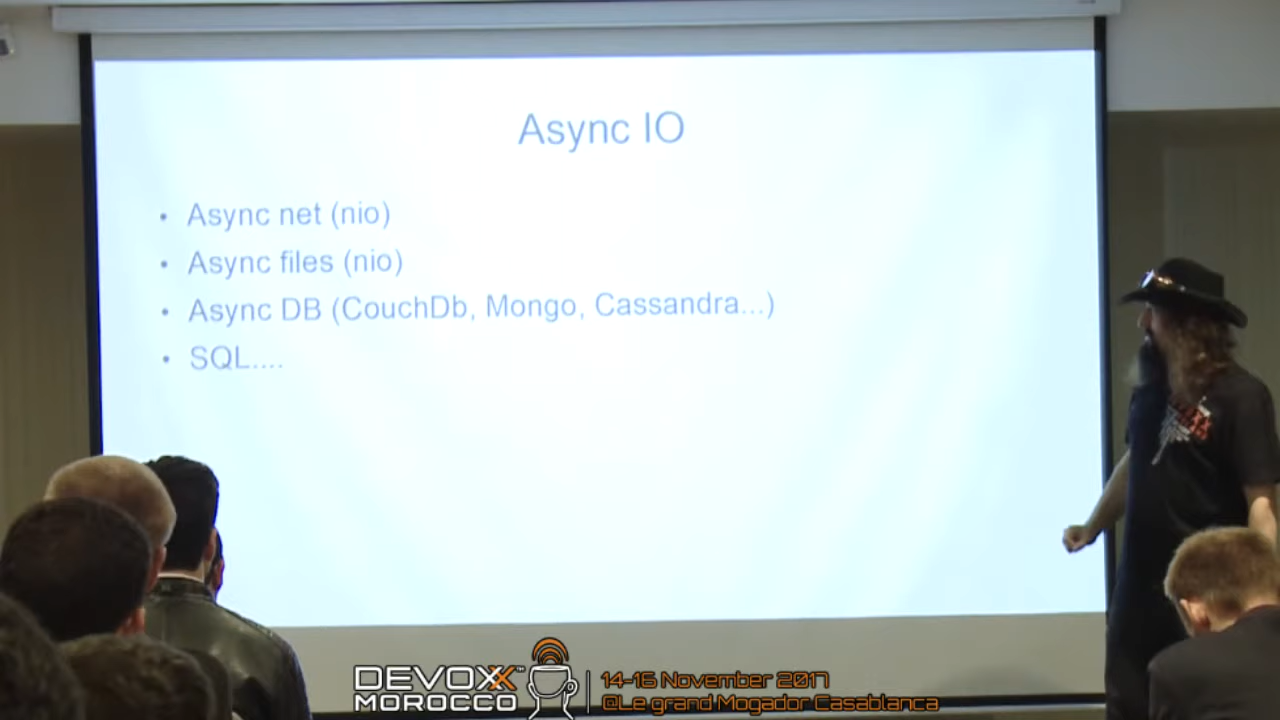 Async IO
• Async net (nio)
• Async files (nio)
• Async DB (CouchDb, Mongo, Cassandra...)
• SQL....
DEVOXX™
MOROCCO
14-16 November 2017
@Le grand Mogador Casablanca